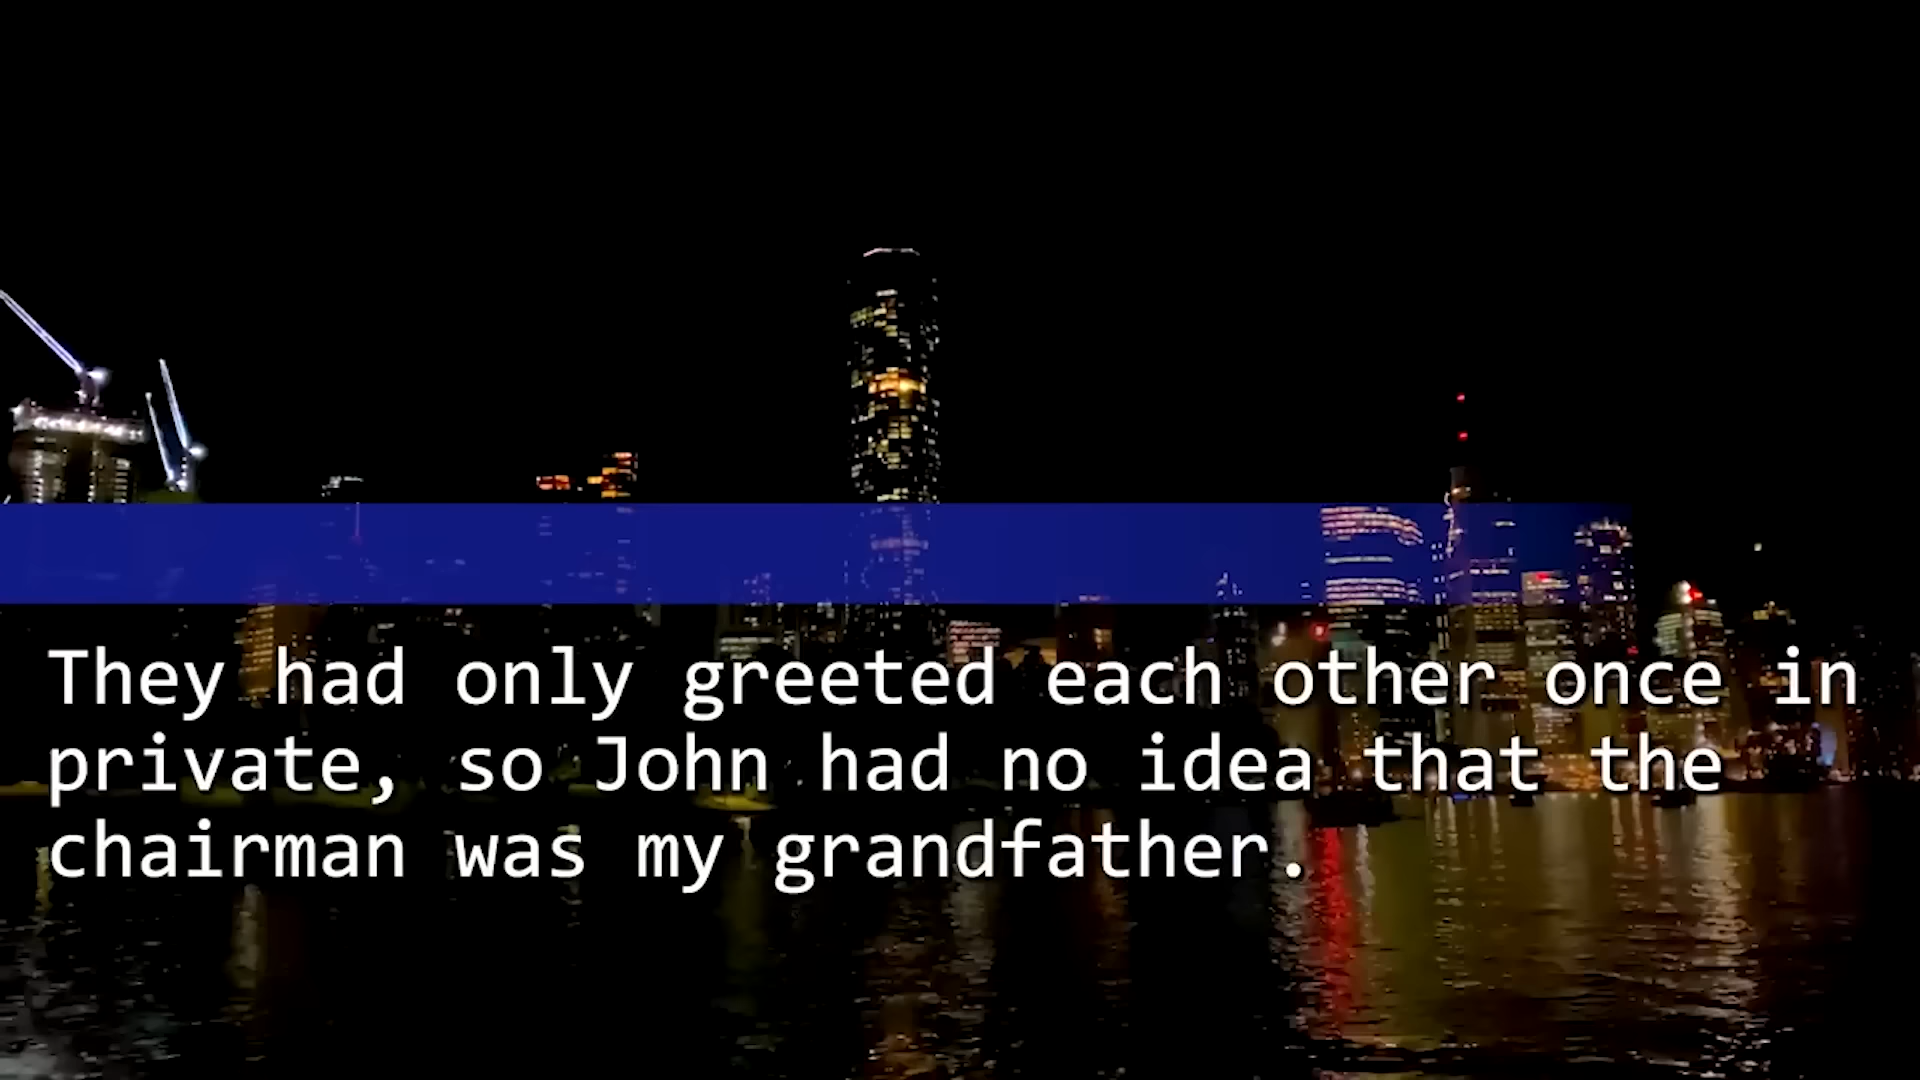 They had only greeted each other once in
private, so John had no idea that the
chairman was my grandfather.